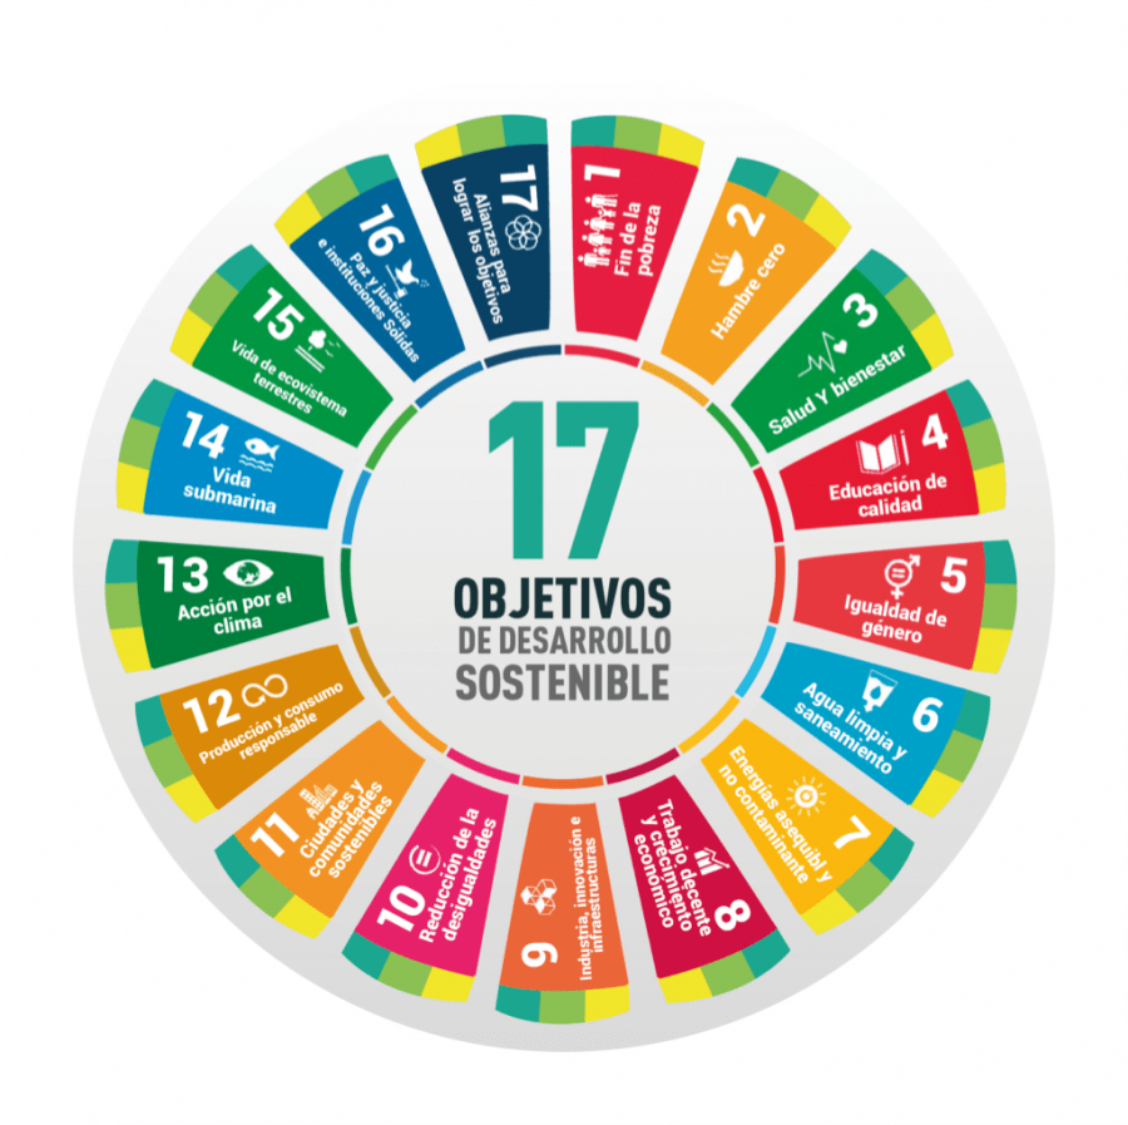 17
OBJETIVOS
DE DESARROLLO
SOSTENIBLE
1
Fin de la
pobreza
2
Hambre cero
3
Salud Y bienestar
4
Educación de
calidad
5
Igualdad de
género
6
Agua limpia y
saneamiento
7
Energías asequibl y
no contaminante
8
Trabajo decente
y crecimiento
económico
9
Industria, innovación e
infraestructuras
10
Reducción de la
desigualdades
11
Ciudades y
comunidades
sostenibles
12
Producción y consumo
responsable
13
Acción por el
clima
14
Vida
submarina
15
Vida de ecovistema
terrestres
16
Paz y justicia
e instituciones Sólidas
17
Alianzas para
lograr los objetivos